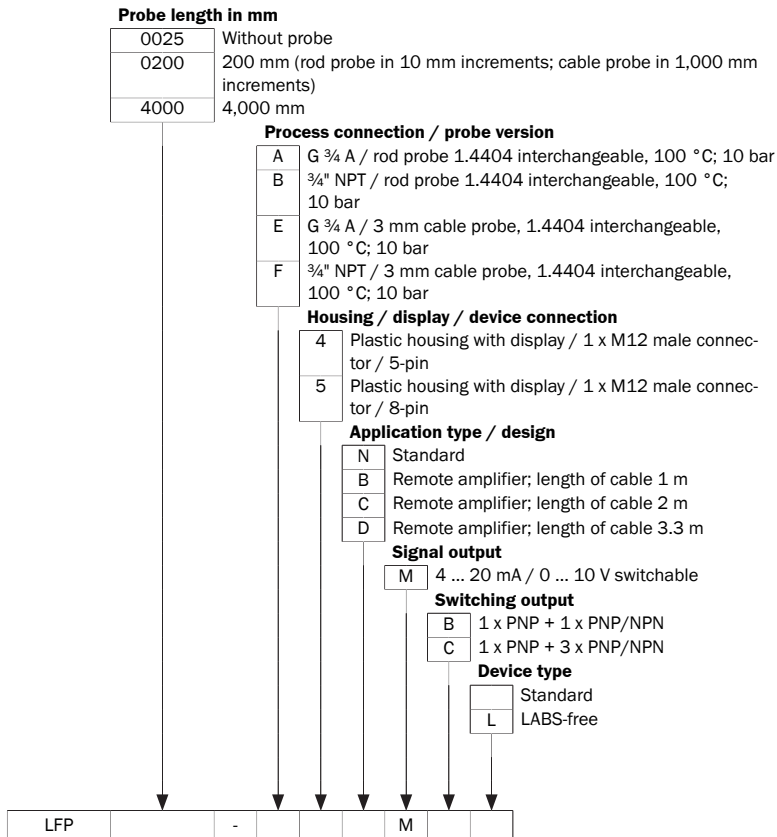 Probe length in mm
0025 Without probe
0200 200 mm (rod probe in 10 mm increments; cable probe in 1,000 mm
increments)
4000 4,000 mm
Process connection / probe version
A G ¾ A / rod probe 1.4404 interchangeable, 100 °C; 10 bar
B ¾" NPT / rod probe 1.4404 interchangeable, 100 °C;
10 bar
E G ¾ A / 3 mm cable probe, 1.4404 interchangeable,
100 °C; 10 bar
F ¾" NPT / 3 mm cable probe, 1.4404 interchangeable,
100 °C; 10 bar
Housing / display / device connection
4 Plastic housing with display / 1 x M12 male connec-
tor / 5-pin
5 Plastic housing with display / 1 x M12 male connec-
tor / 8-pin
Application type / design
N Standard
B Remote amplifier; length of cable 1 m
C Remote amplifier; length of cable 2 m
D Remote amplifier; length of cable 3.3 m
Signal output
M 4 ... 20 mA / 0 ... 10 V switchable
Switching output
B 1 x PNP + 1 x PNP/NPN
C 1 x PNP + 3 x PNP/NPN
Device type
Standard
L LABS-free
LFP - M